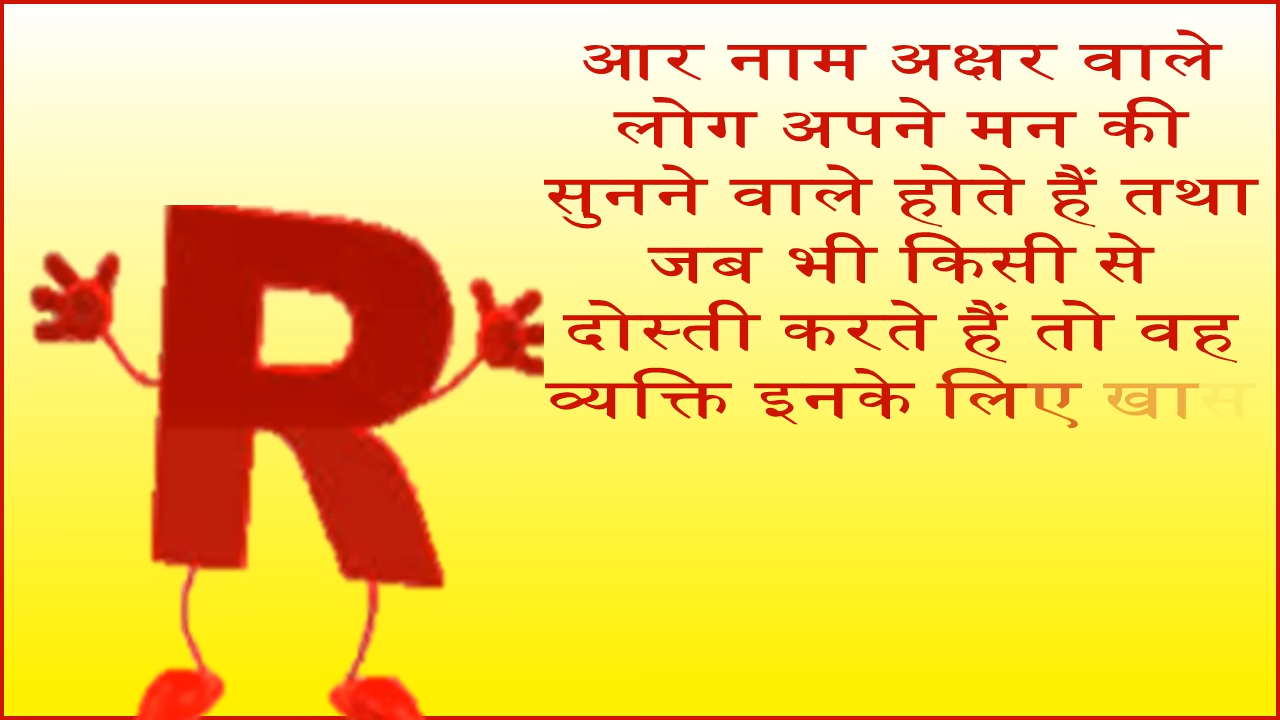 आर नाम अक्षर वाले
लोग अपने मन की
सुनने वाले होते हैं तथा
जब भी किसी से
दोस्ती करते हैं तो वह
व्यक्ति इनके लिए खास
R